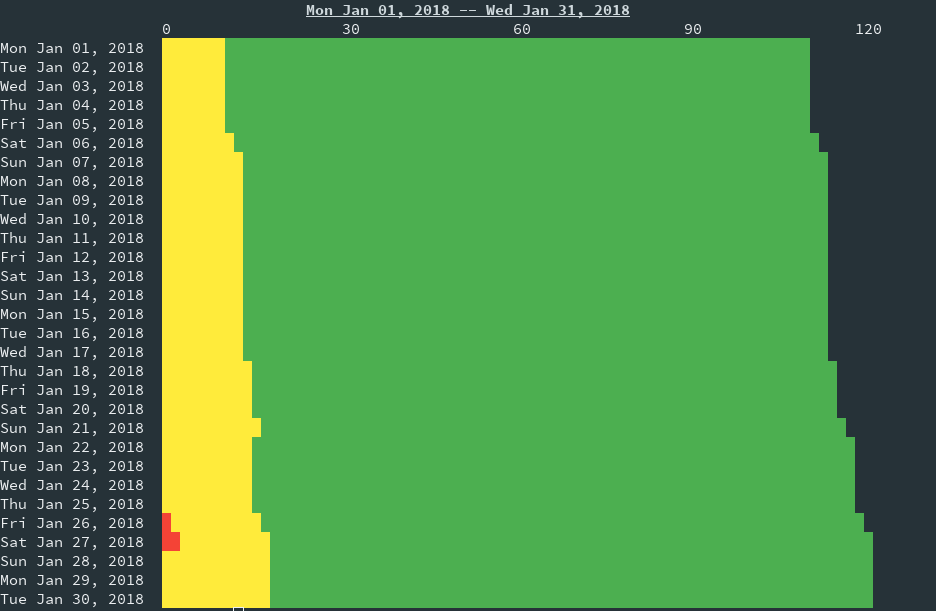 Mon Jan 01, 2018 -- Wed Jan 31, 2018
0 30 60 90 120
Mon Jan 01, 2018
Tue Jan 02, 2018
Wed Jan 03, 2018
Thu Jan 04, 2018
Fri Jan 05, 2018
Sat Jan 06, 2018
Sun Jan 07, 2018
Mon Jan 08, 2018
Tue Jan 09, 2018
Wed Jan 10, 2018
Thu Jan 11, 2018
Fri Jan 12, 2018
Sat Jan 13, 2018
Sun Jan 14, 2018
Mon Jan 15, 2018
Tue Jan 16, 2018
Wed Jan 17, 2018
Thu Jan 18, 2018
Fri Jan 19, 2018
Sat Jan 20, 2018
Sun Jan 21, 2018
Mon Jan 22, 2018
Tue Jan 23, 2018
Wed Jan 24, 2018
Thu Jan 25, 2018
Fri Jan 26, 2018
Sat Jan 27, 2018
Sun Jan 28, 2018
Mon Jan 29, 2018
Tue Jan 30, 2018